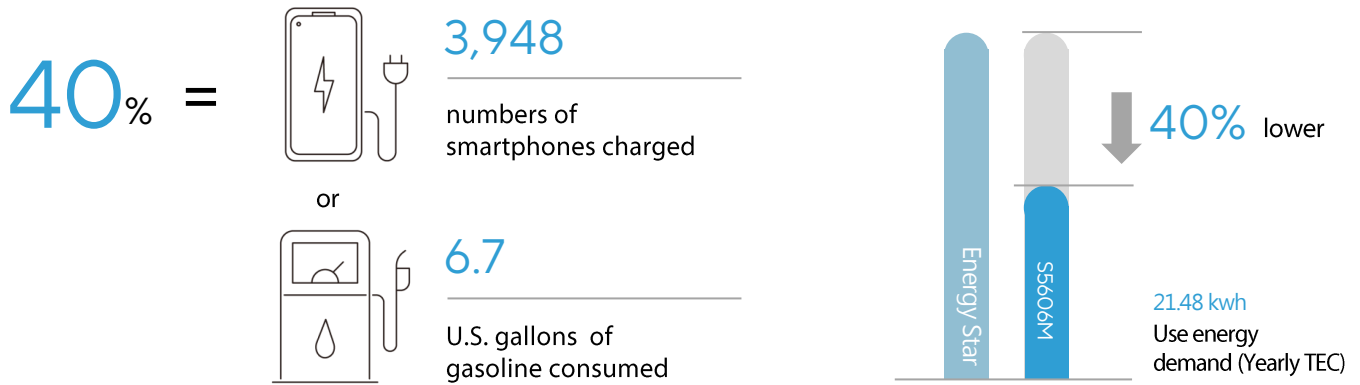 40% =
3,948
numbers of
smartphones charged
or
6.7
U.S. gallons of
gasoline consumed
Energy Star
S5606M
40% lower
21.48 kwh
Use energy
demand (Yearly TEC)